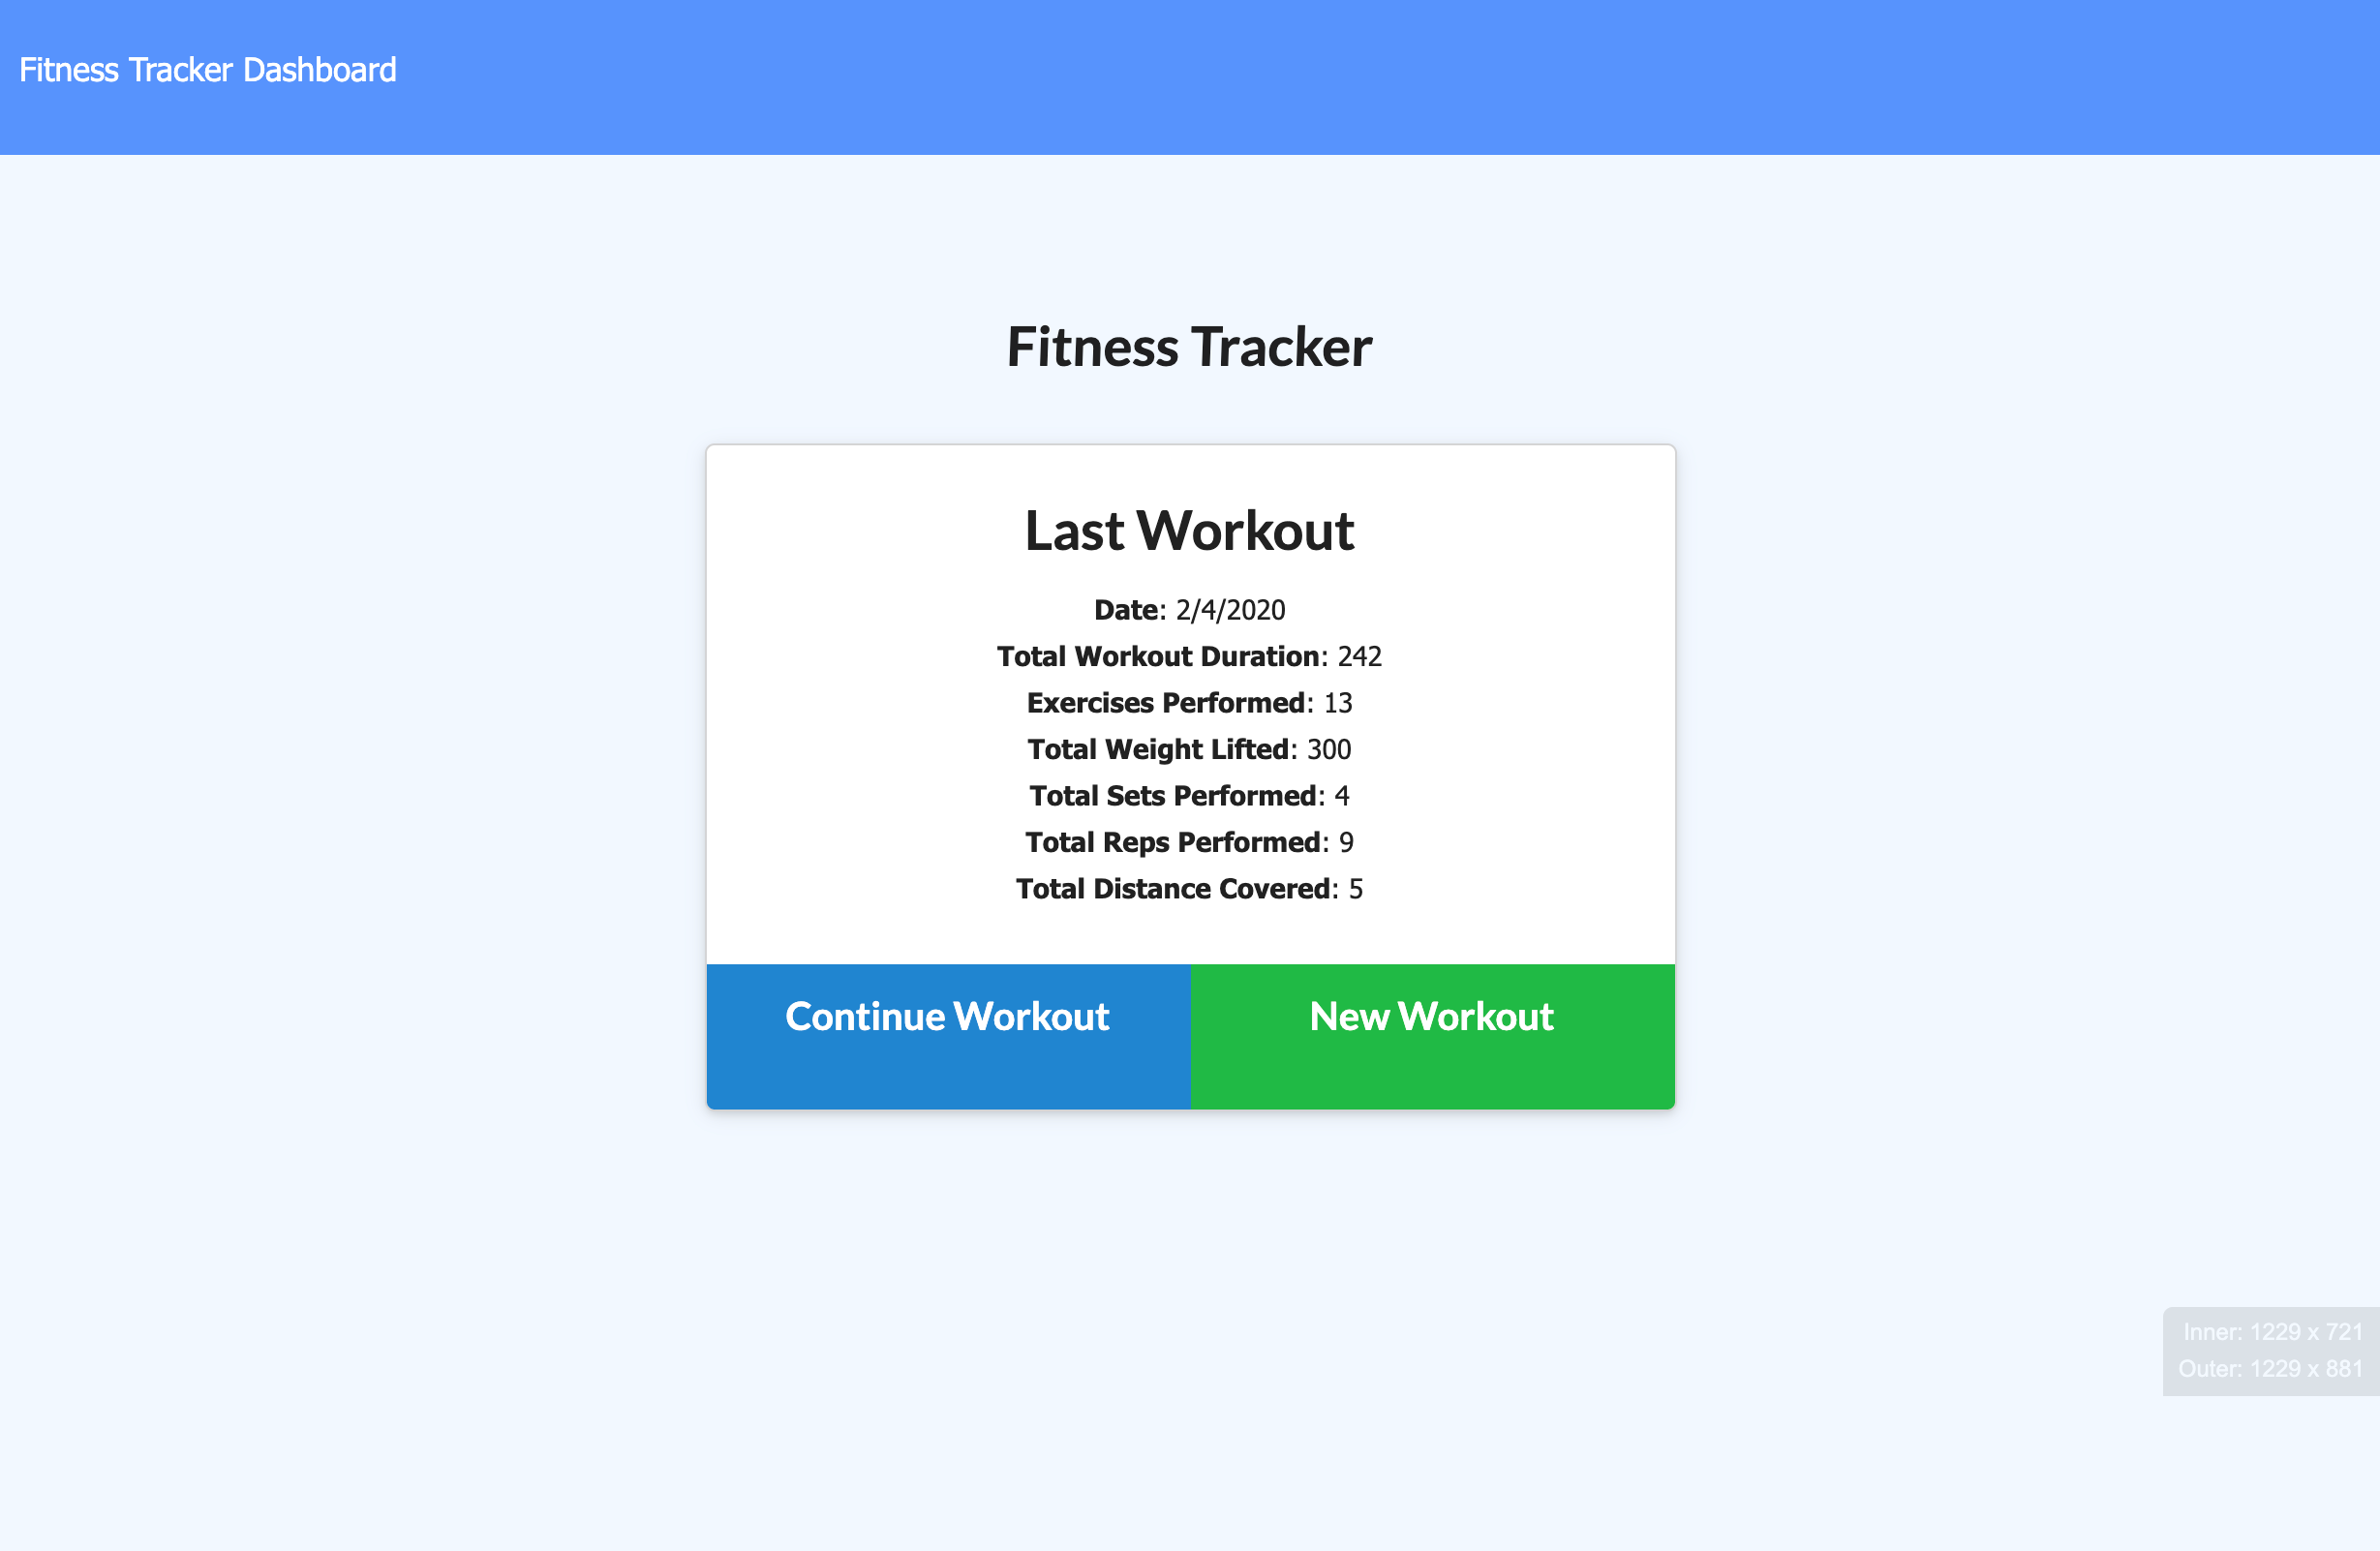 Fitness Tracker Dashboard
Fitness Tracker
Last Workout
Date: 2/4/2020
Total Workout Duration: 242
Exercises Performed: 13
Total Weight Lifted: 300
Total Sets Performed: 4
Total Reps Performed: 9
Total Distance Covered: 5
Continue Workout
New Workout
Inner: 1229 x 721
Outer: 1229 x 881